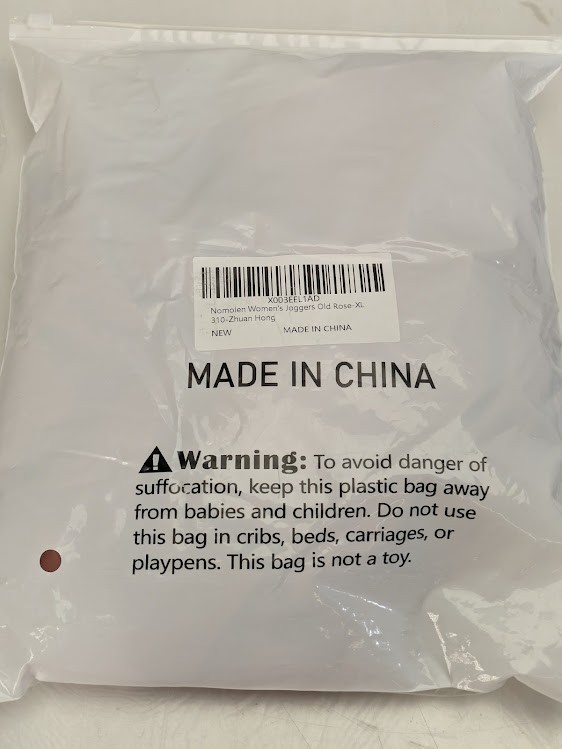 X003EEL1AD
Nomolen Women's Joggers Old Rose-XL
310-Zhuan Hong
NEW MADE IN CHINA
MADE IN CHINA
Warning: To avoid danger of
suffocation, keep this plastic bag away
from babies and children. Do not use
this bag in cribs, beds, carriages, or
playpens. This bag is not a toy.